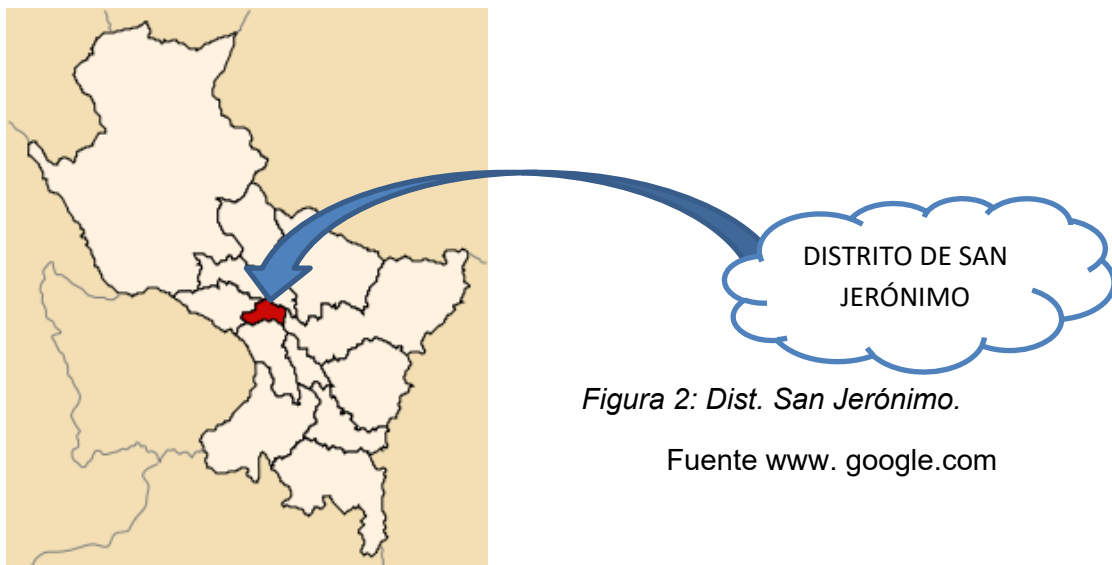 DISTRITO DE SAN
JERÓNIMO
Figura 2: Dist. San Jerónimo.
Fuente www. google.com